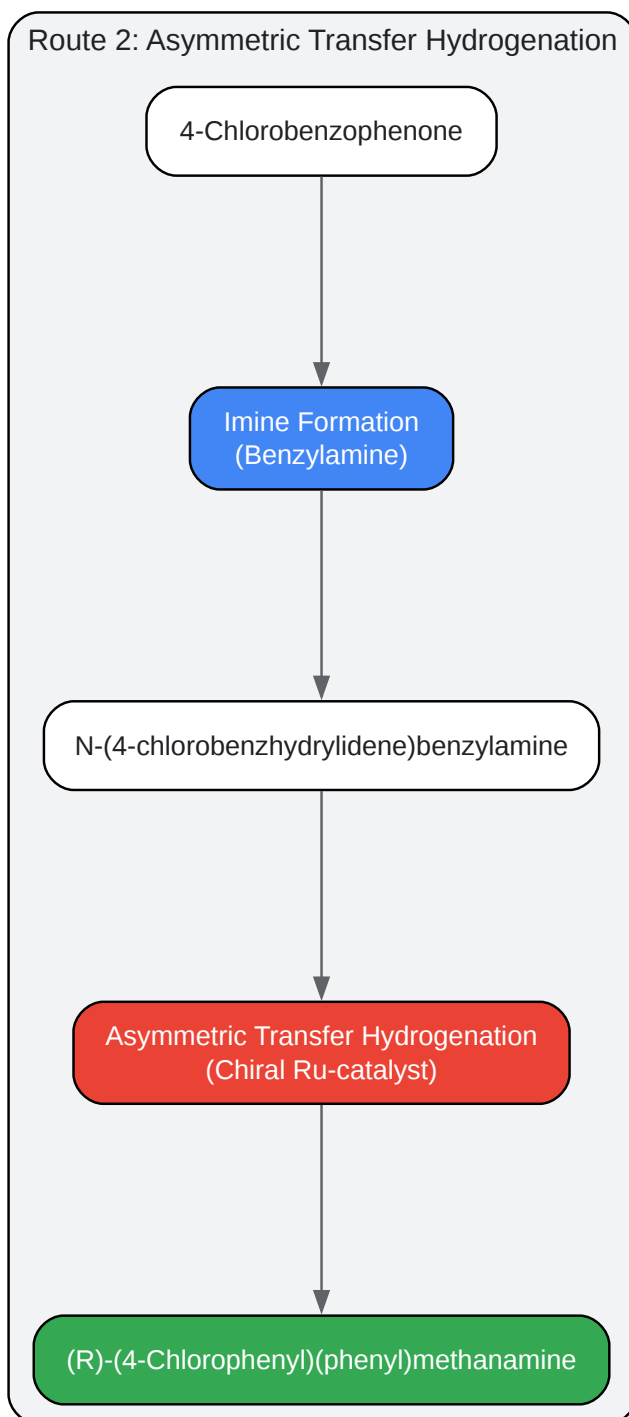 Route 2: Asymmetric Transfer Hydrogenation
4-Chlorobenzophenone
Imine Formation
(Benzylamine)
N-(4-chlorobenzhydrylidene)benzylamine
Asymmetric Transfer Hydrogenation
(Chiral Ru-catalyst)
(R)-(4-Chlorophenyl)(phenyl)methanamine